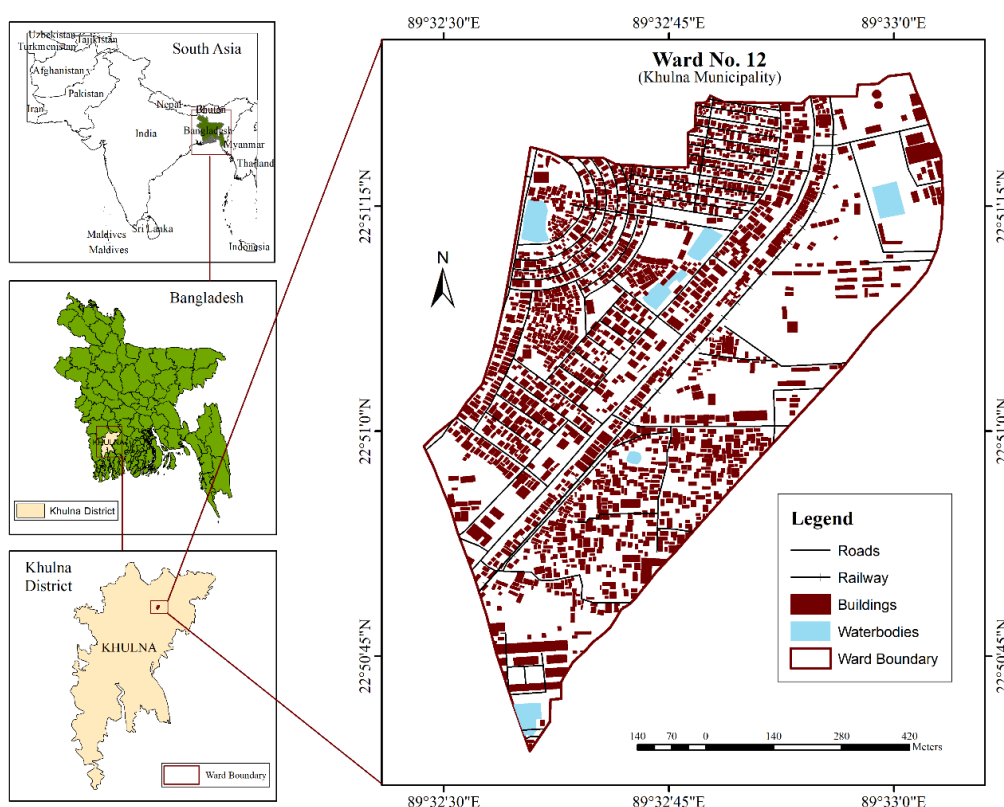 South Asia
Uzbekistan
Tajikistan
Turkmenistan
Afghanistan
Pakistan
Iran
Nepal
Bhutan
India
Bangladesh
Myanmar
Thailand
Sri Lanka
Maldives
Maldives
Indonesia
Bangladesh
KHULNA
Khulna District
Khulna
District
KHULNA
Ward Boundary
89°32'30"E
89°32'45"E
89°33'0"E
Ward No. 12
(Khulna Municipality)
22°51'15"N
22°51'15"N
N
22°51'0"N
22°51'0"N
Legend
Roads
Railway
Buildings
Waterbodies
Ward Boundary
22°50'45"N
22°50'45"N
140 70 0 140 280 420
Meters
89°32'30"E
89°32'45"E
89°33'0"E